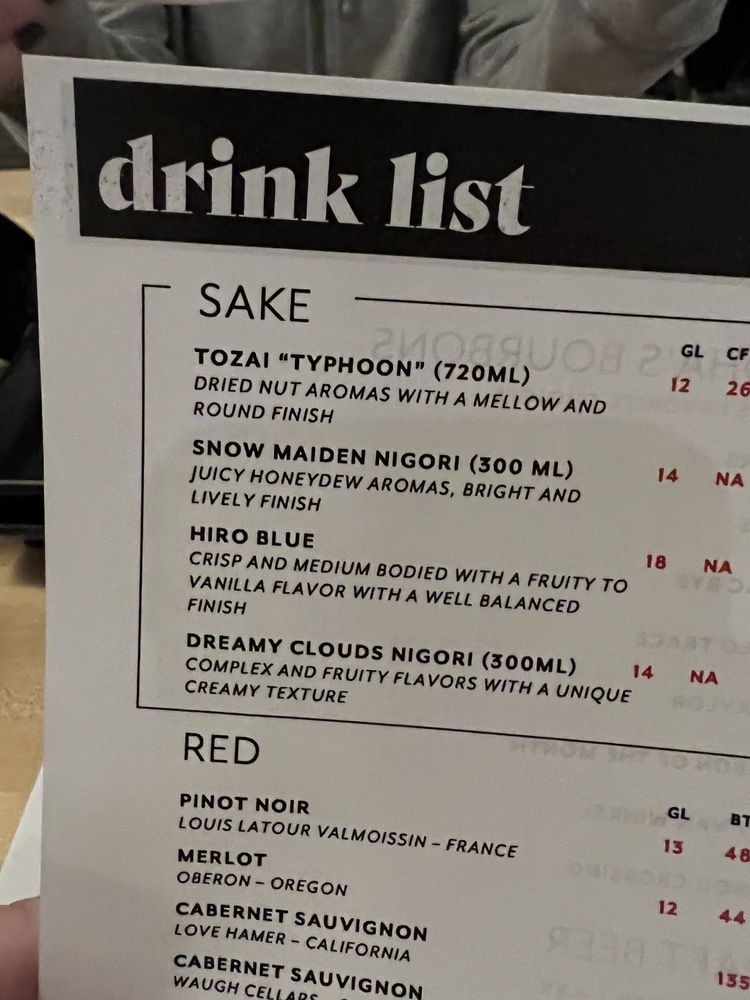 drink list
SAKE
GL CF
TOZAI “TYPHOON” (720ML) 12 26
DRIED NUT AROMAS WITH A MELLOW AND
ROUND FINISH
SNOW MAIDEN NIGORI (300 ML) 14 NA
JUICY HONEYDEW AROMAS, BRIGHT AND
LIVELY FINISH
HIRO BLUE 18 NA
CRISP AND MEDIUM BODIED WITH A FRUITY TO
VANILLA FLAVOR WITH A WELL BALANCED
FINISH
DREAMY CLOUDS NIGORI (300ML) 14 NA
COMPLEX AND FRUITY FLAVORS WITH A UNIQUE
CREAMY TEXTURE
RED
GL BT
PINOT NOIR 13 48
LOUIS LATOUR VALMOISSIN – FRANCE
MERLOT 12 44
OBERON – OREGON
CABERNET SAUVIGNON
LOVE HAMER – CALIFORNIA
CABERNET SAUVIGNON 135
WAUGH CELLARS